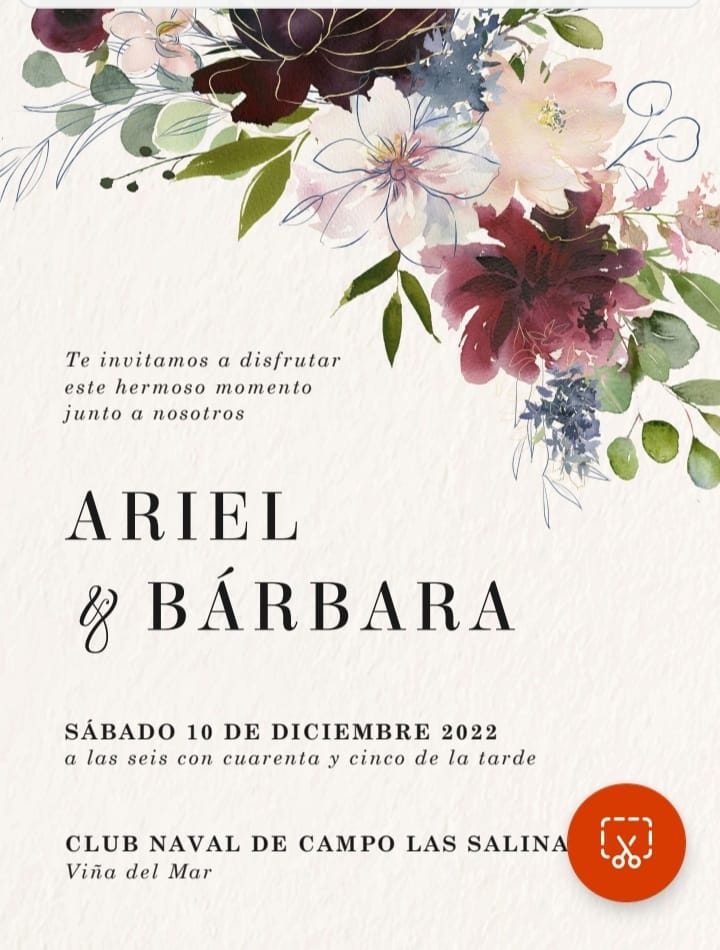 Te invitamos a disfrutar
este hermoso momento
junto a nosotros
ARIEL
& BÁRBARA
SÁBADO 10 DE DICIEMBRE 2022
a las seis con cuarenta y cinco de la tarde
CLUB NAVAL DE CAMPO LAS SALINA
Viña del Mar